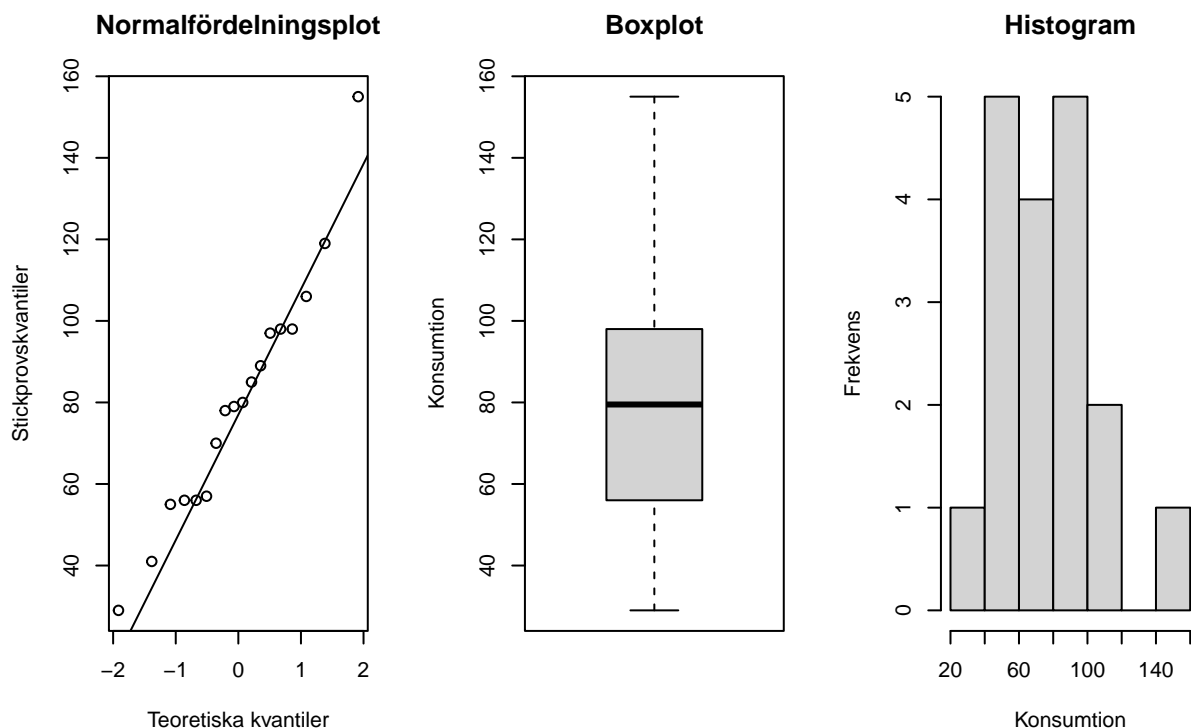 Normalfördelningsplot
Stickprovskvantiler
40 60 80 100 120 140 160
−2 −1 0 1 2
Teoretiska kvantiler
Boxplot
Konsumtion
40 60 80 100 120 140 160
Histogram
Frekvens
0 1 2 3 4 5
20 60 100 140
Konsumtion